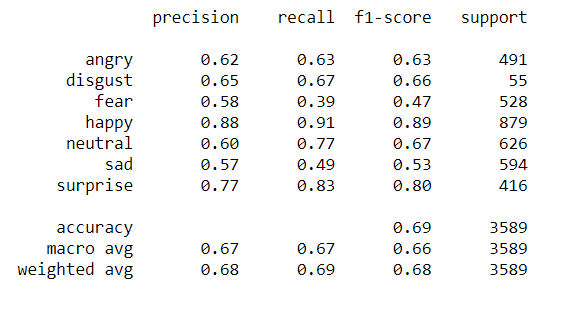 precision recall f1-score support
angry 0.62 0.63 0.63 491
disgust 0.65 0.67 0.66 55
fear 0.58 0.39 0.47 528
happy 0.88 0.91 0.89 879
neutral 0.60 0.77 0.67 626
sad 0.57 0.49 0.53 594
surprise 0.77 0.83 0.80 416
accuracy 0.69 3589
macro avg 0.67 0.67 0.66 3589
weighted avg 0.68 0.69 0.68 3589